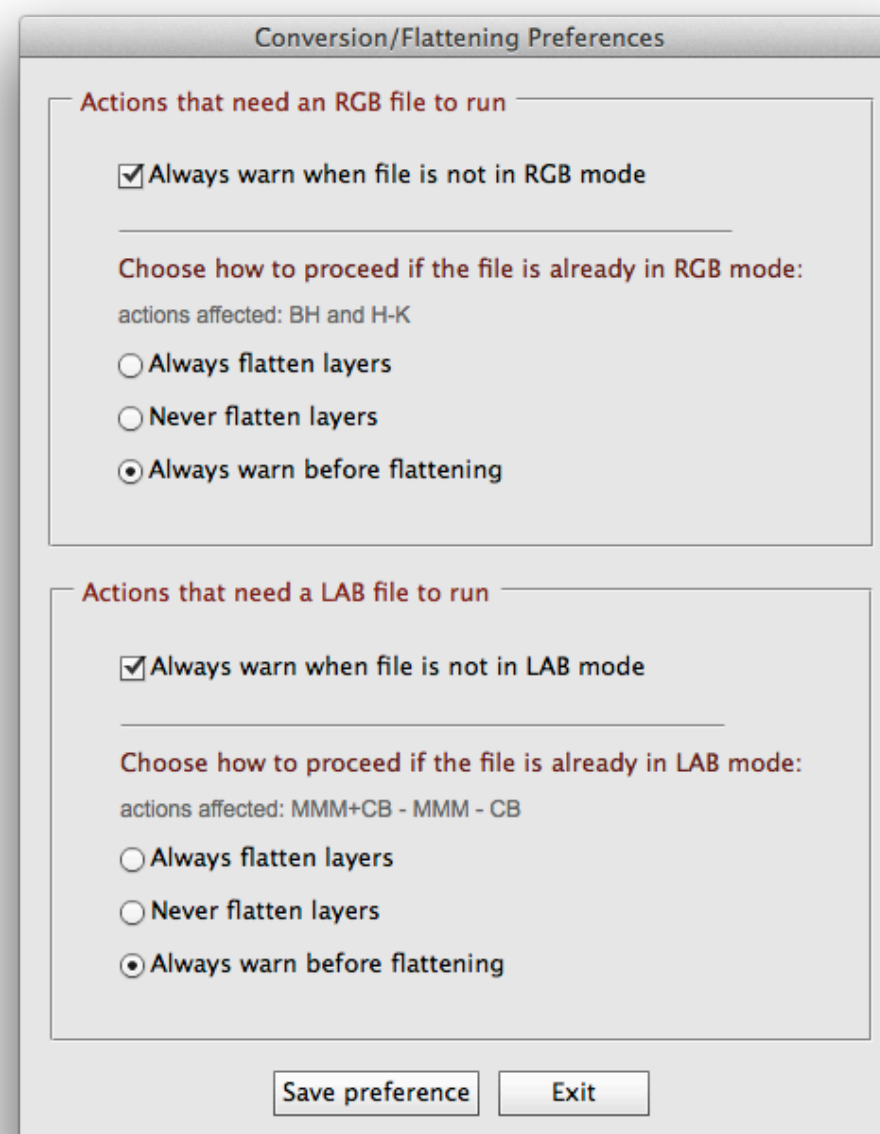 Conversion/Flattening Preferences
Actions that need an RGB file to run
Always warn when file is not in RGB mode
Choose how to proceed if the file is already in RGB mode:
actions affected: BH and H-K
Always flatten layers
Never flatten layers
Always warn before flattening
Actions that need a LAB file to run
Always warn when file is not in LAB mode
Choose how to proceed if the file is already in LAB mode:
actions affected: MMM+CB - MMM - CB
Always flatten layers
Never flatten layers
Always warn before flattening
Save preference Exit